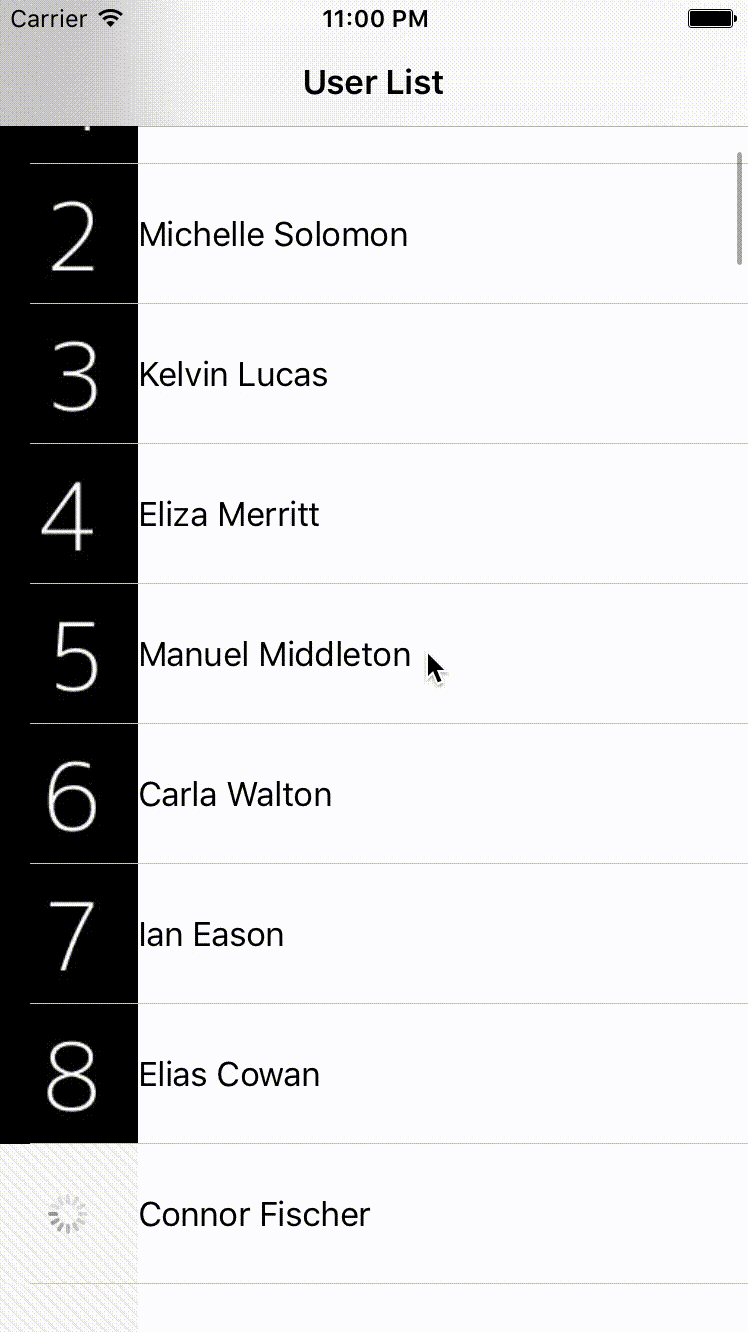 Carrier 11:00 PM
User List
2 Michelle Solomon
3 Kelvin Lucas
4 Eliza Merritt
5 Manuel Middleton
6 Carla Walton
7 Ian Eason
8 Elias Cowan
Connor Fischer